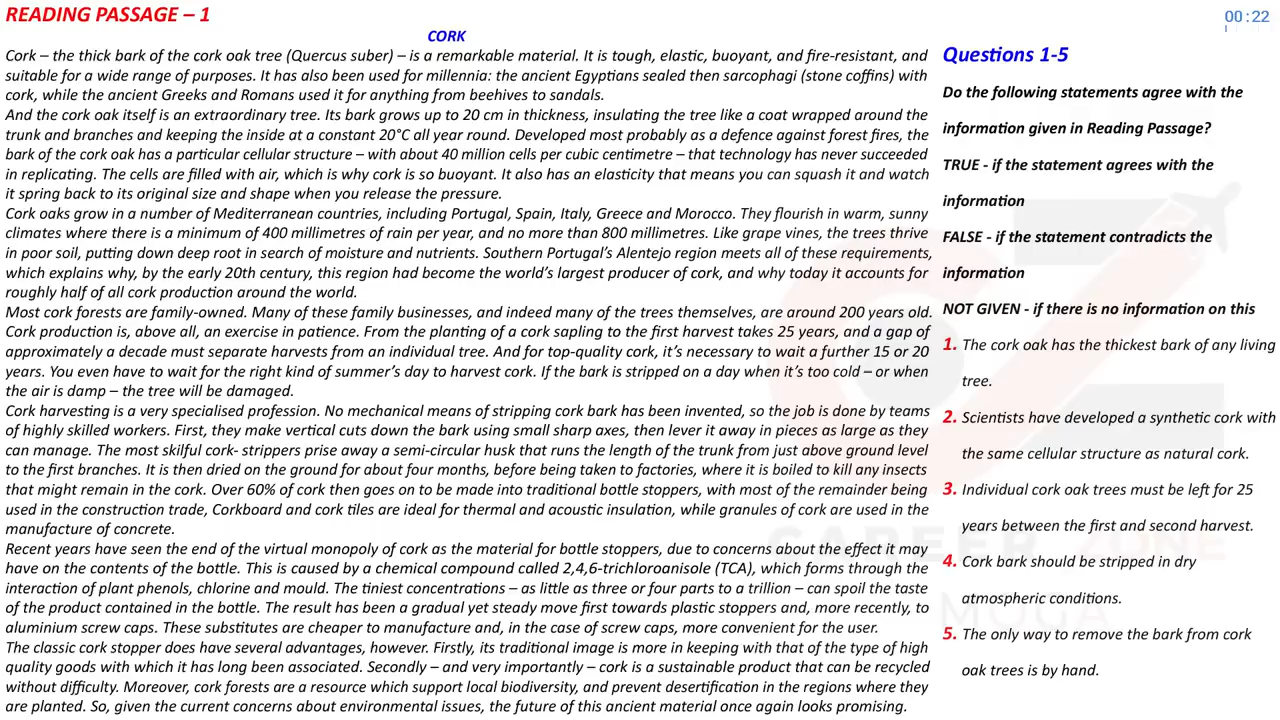 READING PASSAGE – 1
00:22
CORK
Cork – the thick bark of the cork oak tree (Quercus suber) – is a remarkable material. It is tough, elastic, buoyant, and fire-resistant, and
suitable for a wide range of purposes. It has also been used for millennia: the ancient Egyptians sealed then sarcophagi (stone coffins) with
cork, while the ancient Greeks and Romans used it for anything from beehives to sandals.
And the cork oak itself is an extraordinary tree. Its bark grows up to 20 cm in thickness, insulating the tree like a coat wrapped around the
trunk and branches and keeping the inside at a constant 20°C all year round. Developed most probably as a defence against forest fires, the
bark of the cork oak has a particular cellular structure – with about 40 million cells per cubic centimetre – that technology has never succeeded
in replicating. The cells are filled with air, which is why cork is so buoyant. It also has an elasticity that means you can squash it and watch
it spring back to its original size and shape when you release the pressure.
Cork oaks grow in a number of Mediterranean countries, including Portugal, Spain, Italy, Greece and Morocco. They flourish in warm, sunny
climates where there is a minimum of 400 millimetres of rain per year, and no more than 800 millimetres. Like grape vines, the trees thrive
in poor soil, putting down deep root in search of moisture and nutrients. Southern Portugal's Alentejo region meets all of these requirements,
which explains why, by the early 20th century, this region had become the world's largest producer of cork, and why today it accounts for
roughly half of all cork production around the world.
Most cork forests are family-owned. Many of these family businesses, and indeed many of the trees themselves, are around 200 years old.
Cork production is, above all, an exercise in patience. From the planting of a cork sapling to the first harvest takes 25 years, and a gap of
approximately a decade must separate harvests from an individual tree. And for top-quality cork, it's necessary to wait a further 15 or 20
years. You even have to wait for the right kind of summer's day to harvest cork. If the bark is stripped on a day when it's too cold – or when
the air is damp – the tree will be damaged.
Cork harvesting is a very specialised profession. No mechanical means of stripping cork bark has been invented, so the job is done by teams
of highly skilled workers. First, they make vertical cuts down the bark using small sharp axes, then lever it away in pieces as large as they
can manage. The most skilful cork- strippers prise away a semi-circular husk that runs the length of the trunk from just above ground level
to the first branches. It is then dried on the ground for about four months, before being taken to factories, where it is boiled to kill any insects
that might remain in the cork. Over 60% of cork then goes on to be made into traditional bottle stoppers, with most of the remainder being
used in the construction trade, Corkboard and cork tiles are ideal for thermal and acoustic insulation, while granules of cork are used in the
manufacture of concrete.
Recent years have seen the end of the virtual monopoly of cork as the material for bottle stoppers, due to concerns about the effect it may
have on the contents of the bottle. This is caused by a chemical compound called 2,4,6-trichloroanisole (TCA), which forms through the
interaction of plant phenols, chlorine and mould. The tiniest concentrations – as little as three or four parts to a trillion – can spoil the taste
of the product contained in the bottle. The result has been a gradual yet steady move first towards plastic stoppers and, more recently, to
aluminium screw caps. These substitutes are cheaper to manufacture and, in the case of screw caps, more convenient for the user.
The classic cork stopper does have several advantages, however. Firstly, its traditional image is more in keeping with that of the type of high
quality goods with which it has long been associated. Secondly – and very importantly – cork is a sustainable product that can be recycled
without difficulty. Moreover, cork forests are a resource which support local biodiversity, and prevent desertification in the regions where they
are planted. So, given the current concerns about environmental issues, the future of this ancient material once again looks promising.
Questions 1-5
Do the following statements agree with the
information given in Reading Passage?
TRUE - if the statement agrees with the
information
FALSE - if the statement contradicts the
information
NOT GIVEN - if there is no information on this
1. The cork oak has the thickest bark of any living
tree.
2. Scientists have developed a synthetic cork with
the same cellular structure as natural cork.
3. Individual cork oak trees must be left for 25
years between the first and second harvest.
4. Cork bark should be stripped in dry
atmospheric conditions.
5. The only way to remove the bark from cork
oak trees is by hand.
CAREER ZONE
MOGA